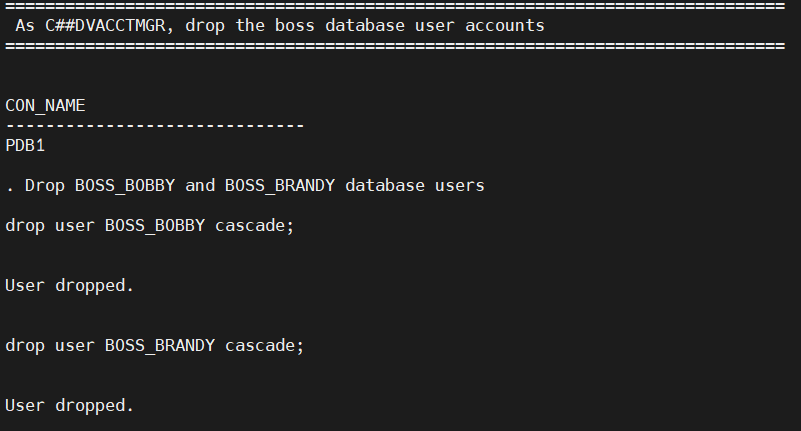 ================================================================================
As C##DVACCTMGR, drop the boss database user accounts
================================================================================
CON_NAME
------------------------------
PDB1
. Drop BOSS_BOBBY and BOSS_BRANDY database users
drop user BOSS_BOBBY cascade;
User dropped.
drop user BOSS_BRANDY cascade;
User dropped.